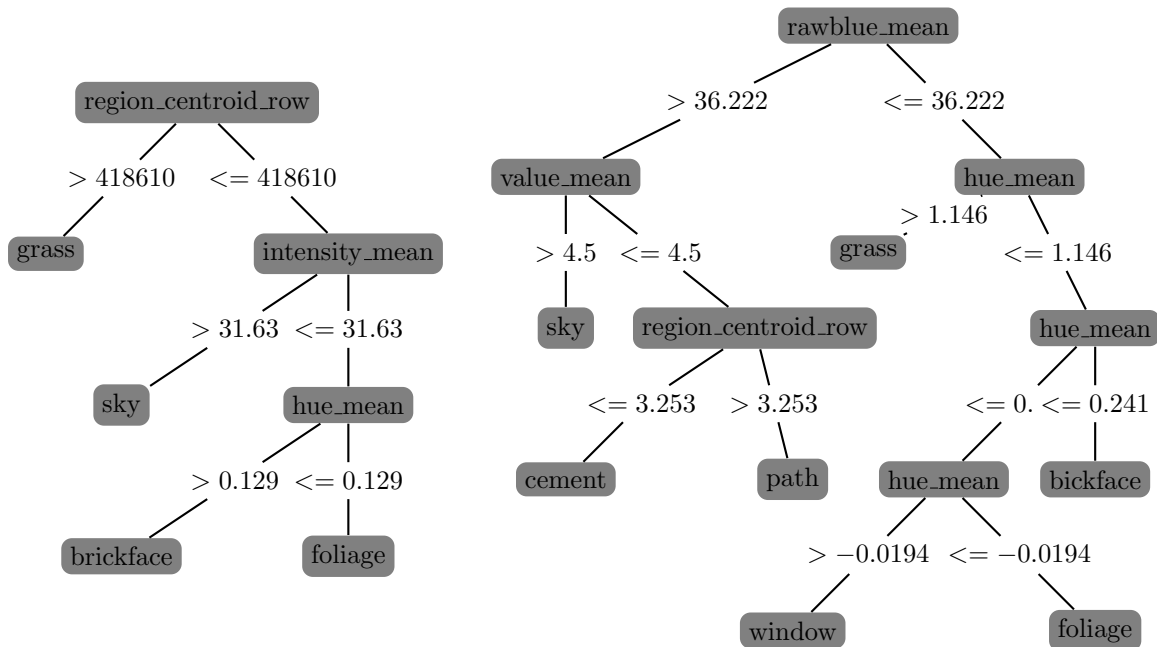 rawblue_mean
region_centroid_row
> 36.222
<= 36.222
> 418610
<= 418610
value_mean
hue_mean
> 1.146
grass
intensity_mean
> 4.5
<= 4.5
grass
<= 1.146
> 31.63
<= 31.63
sky
region_centroid_row
hue_mean
sky
hue_mean
<= 3.253
> 3.253
<= 0.
<= 0.241
> 0.129
<= 0.129
cement
path
hue_mean
bickface
brickface
foliage
> −0.0194
<= −0.0194
window
foliage